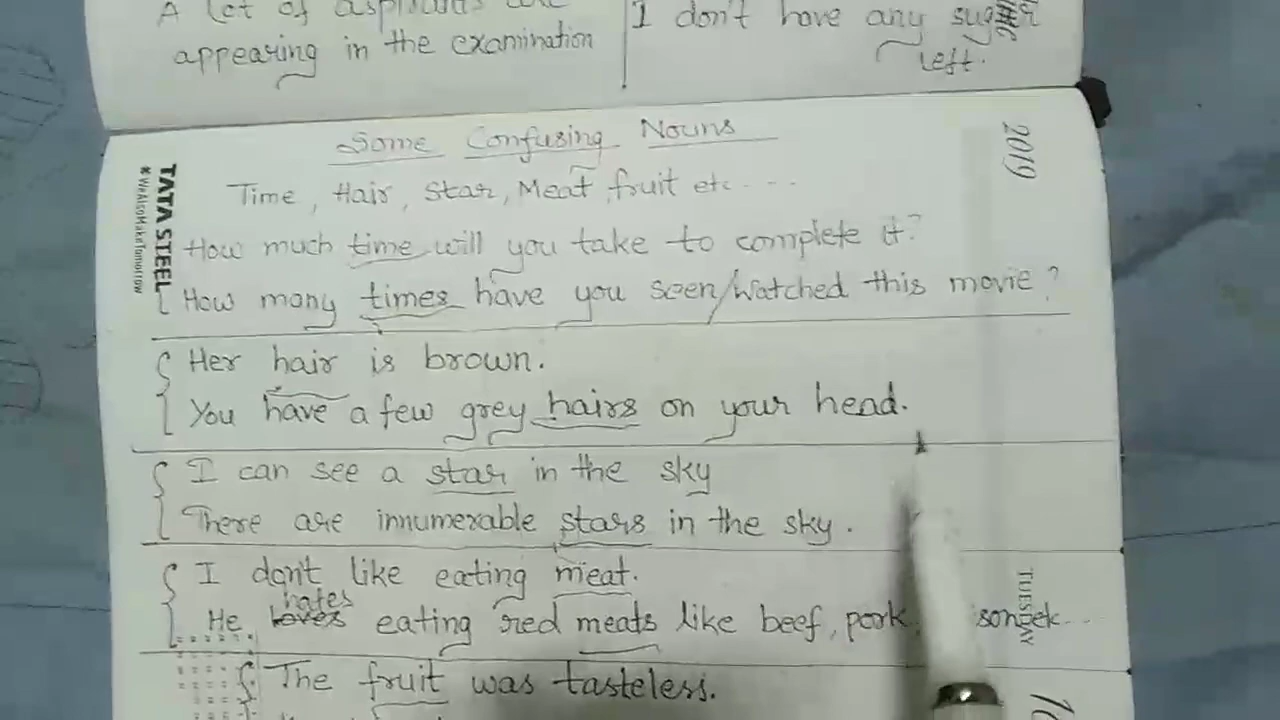 A lot of
appearing in the examination
I don't have any sugar
left.
Some Confusing Nouns
2019
TATA STEEL
#WeAlsoMakeTomorrow
Time, Hair, Star, Meat, fruit etc....
How much time will you take to complete it?
How many times have you seen/watched this movie?
Her hair is brown.
You have a few grey hairs on your head.
I can see a star in the sky
There are innumerable stars in the sky.
I don't like eating meat.
hates
He loves eating red meats like beef, pork,
TUESDAY
The fruit was tasteless.